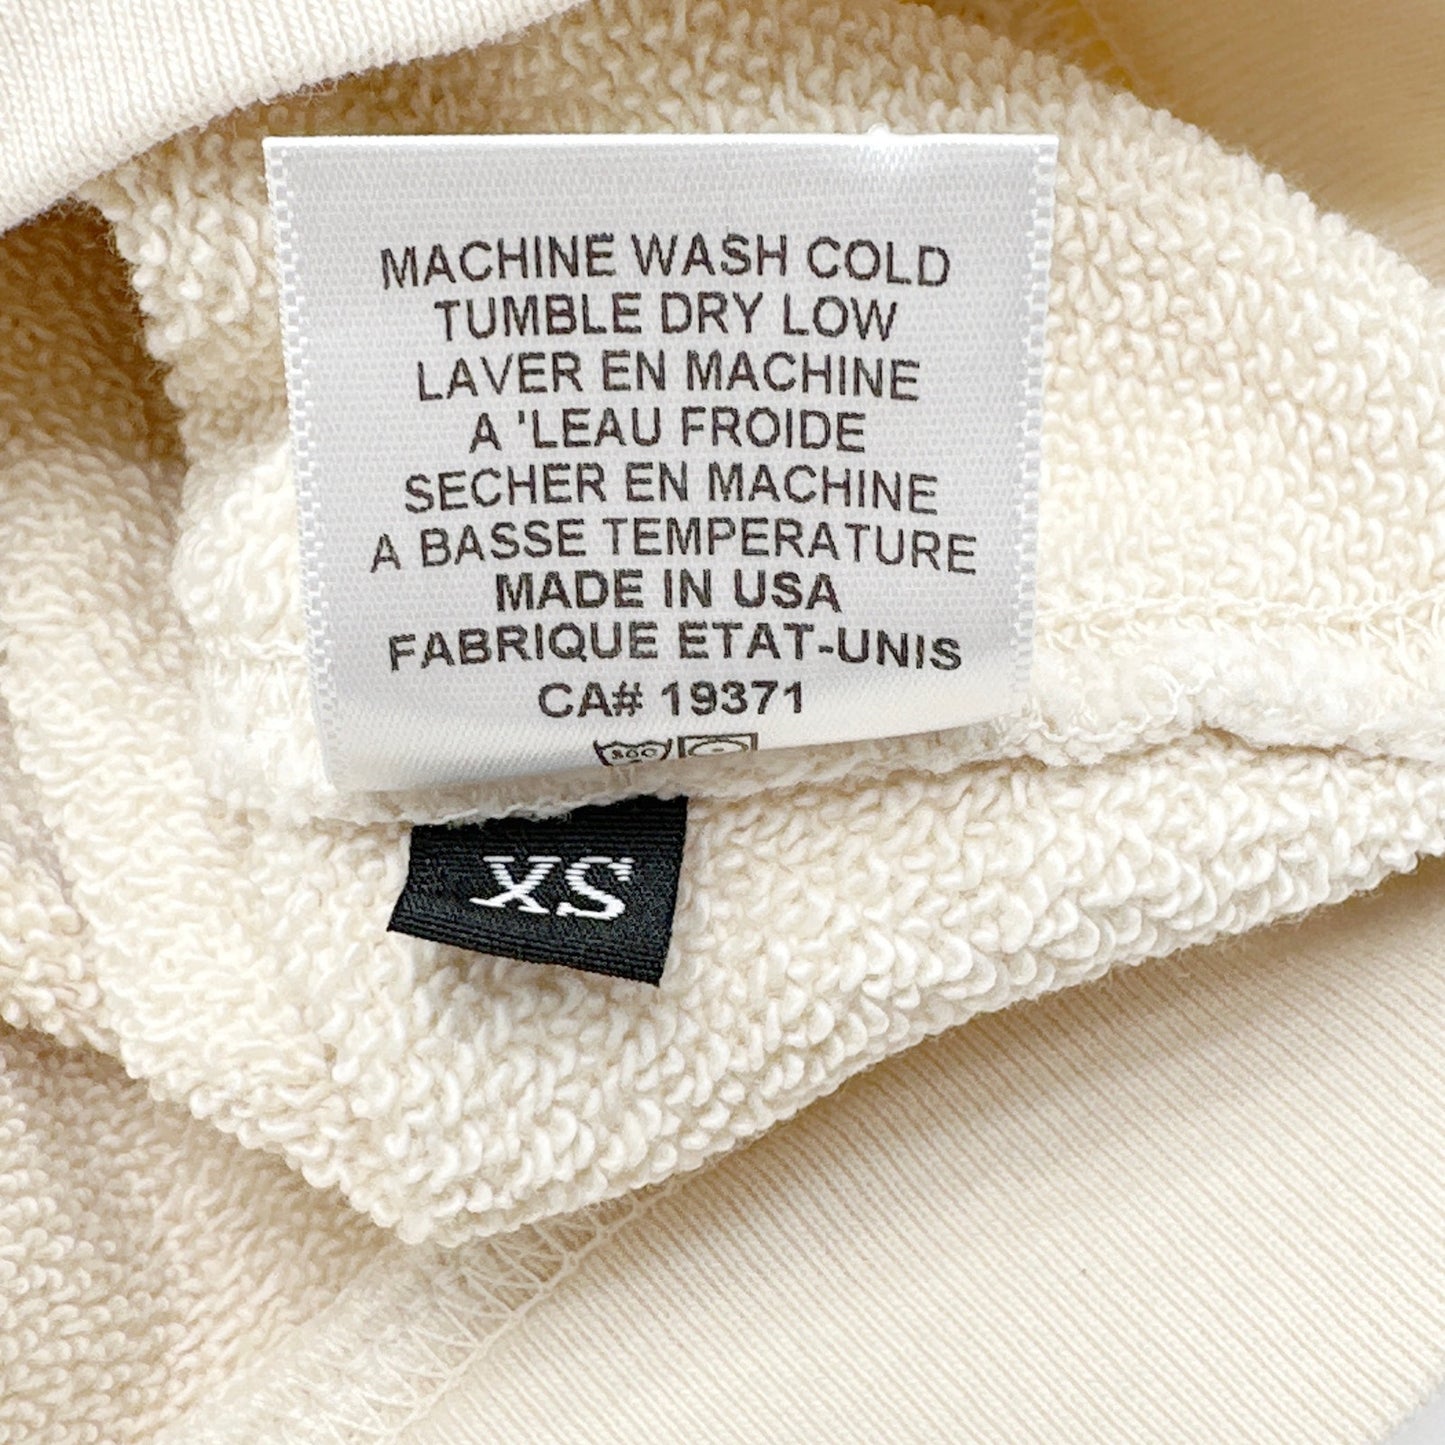 MACHINE WASH COLD
TUMBLE DRY LOW
LAVER EN MACHINE
A 'LEAU FROIDE
SECHER EN MACHINE
A BASSE TEMPERATURE
MADE IN USA
FABRIQUE ETAT-UNIS
CA# 19371
XS